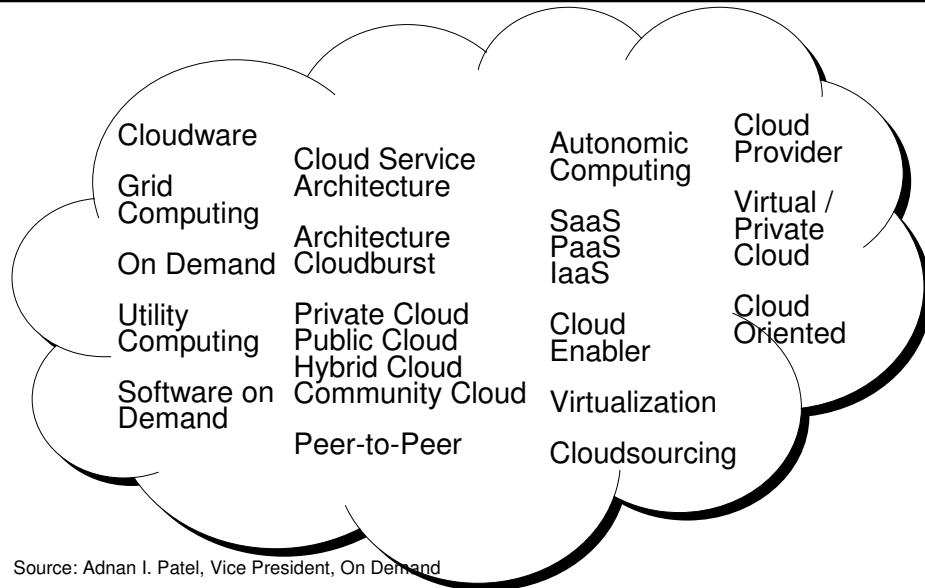 Cloudware
Grid
Computing
On Demand
Utility
Computing
Software on
Demand
Cloud Service
Architecture
Architecture
Cloudburst
Private Cloud
Public Cloud
Hybrid Cloud
Community Cloud
Peer-to-Peer
Autonomic
Computing
SaaS
PaaS
IaaS
Cloud
Enabler
Virtualization
Cloudsourcing
Cloud
Provider
Virtual /
Private
Cloud
Cloud
Oriented
Source: Adnan I. Patel, Vice President, On Demand